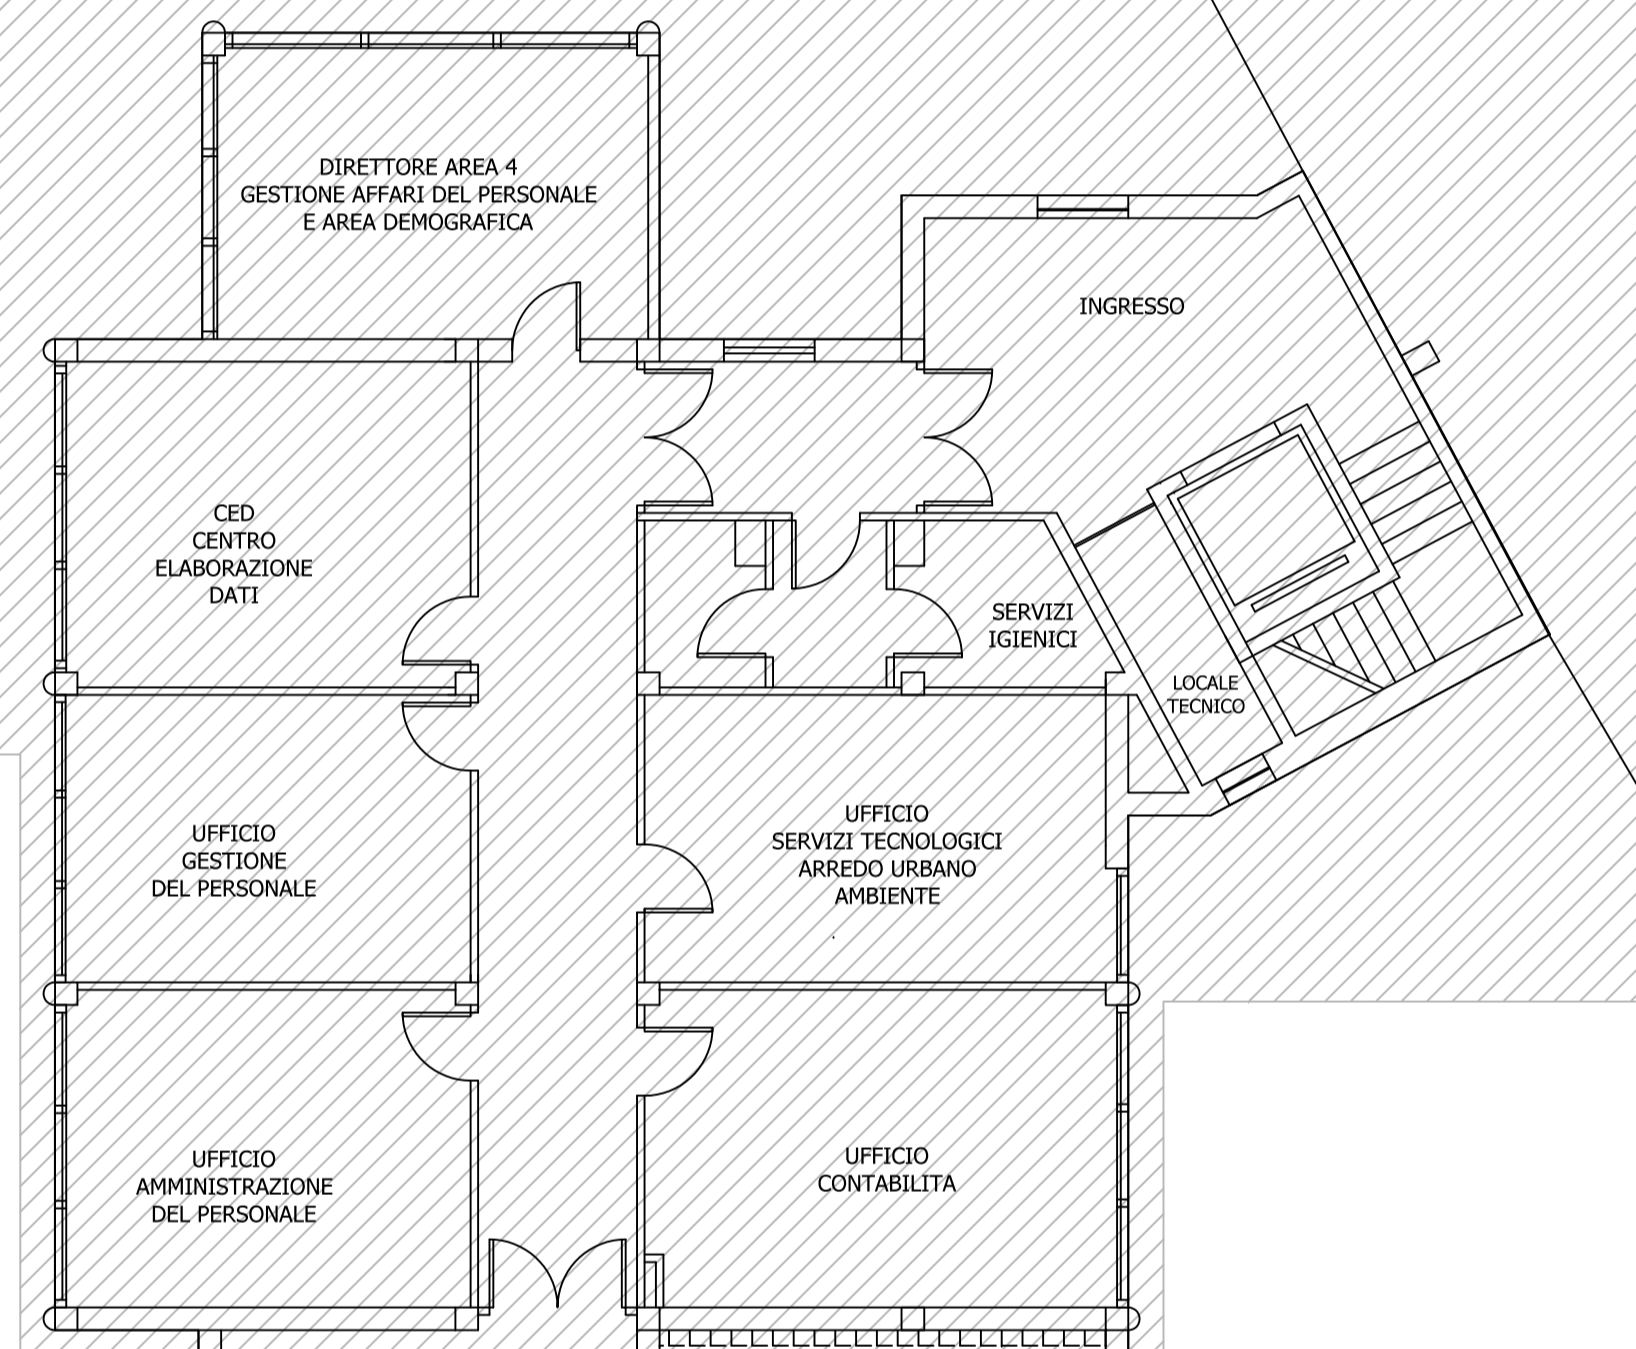 DIRETTORE AREA 4
GESTIONE AFFARI DEL PERSONALE
E AREA DEMOGRAFICA
INGRESSO
CED
CENTRO
ELABORAZIONE
DATI
SERVIZI
IGIENICI
LOCALE
TECNICO
UFFICIO
GESTIONE
DEL PERSONALE
UFFICIO
SERVIZI TECNOLOGICI
ARREDO URBANO
AMBIENTE
UFFICIO
AMMINISTRAZIONE
DEL PERSONALE
UFFICIO
CONTABILITA